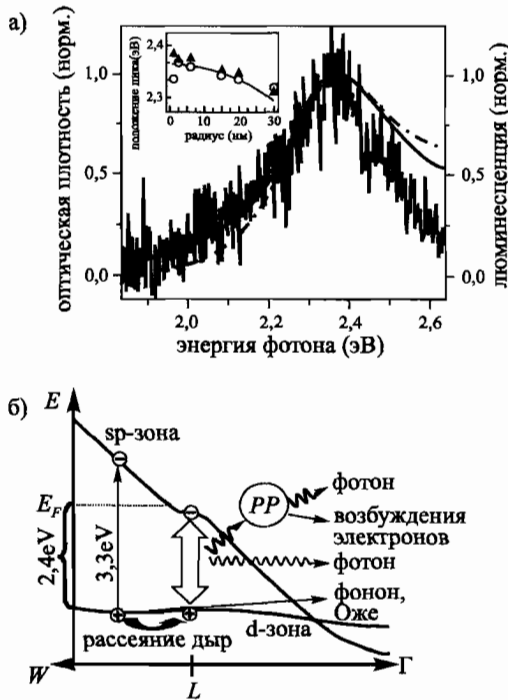 а)
оптическая плотность (норм.)
1,0
0,5
0,0
положение пика(эВ)
2,4
2,3
0
10
20
30
радиус (нм)
1,0
0,5
0,0
люминесценция (норм.)
2,0
2,2
2,4
2,6
энергия фотона (эВ)
б)
E
sp-зона
E_F
2,4eV
3,3eV
PP
фотон
возбуждения
электронов
фотон
фонон,
Оже
рассеяние дыр
d-зона
W
L
Г